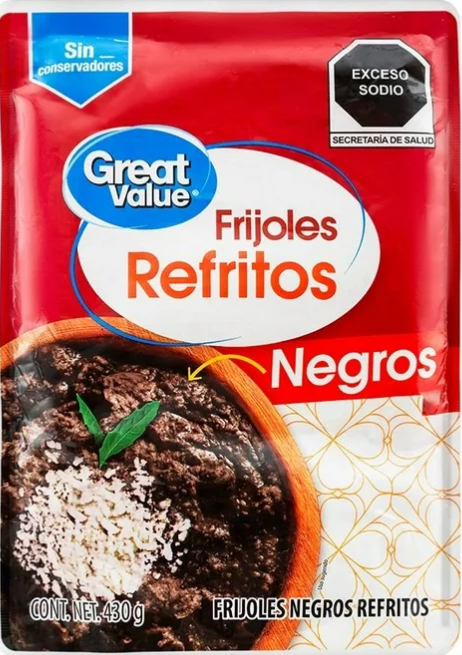 Sin
conservadores
EXCESO
SODIO
SECRETARÍA DE SALUD
Great
Value®
Frijoles
Refritos
Negros
CONT. NET. 430 g
FRIJOLES NEGROS REFRITOS